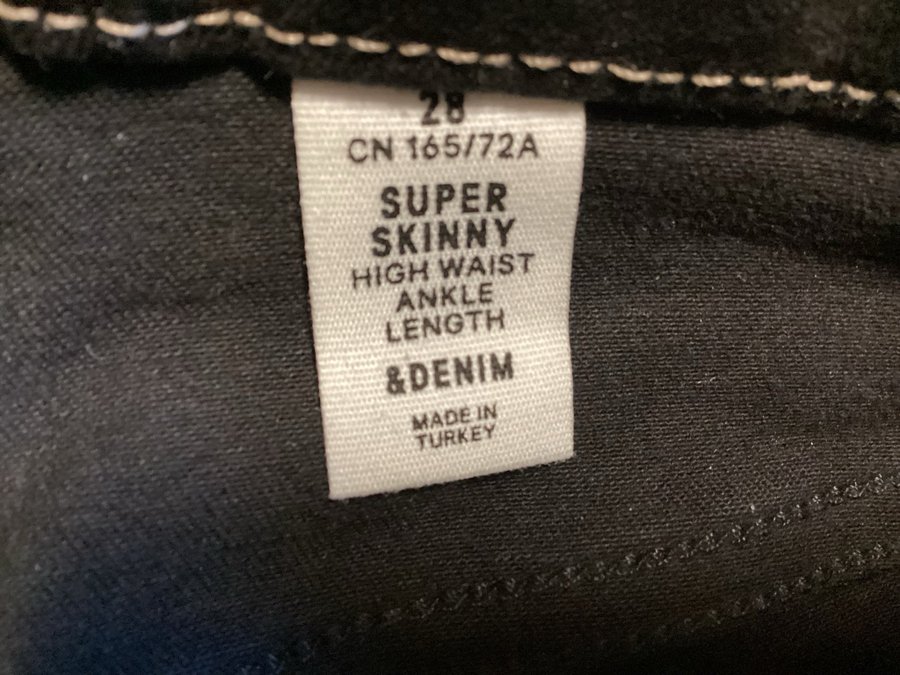 28
CN 165/72A
SUPER
SKINNY
HIGH WAIST
ANKLE
LENGTH
&DENIM
MADE IN
TURKEY